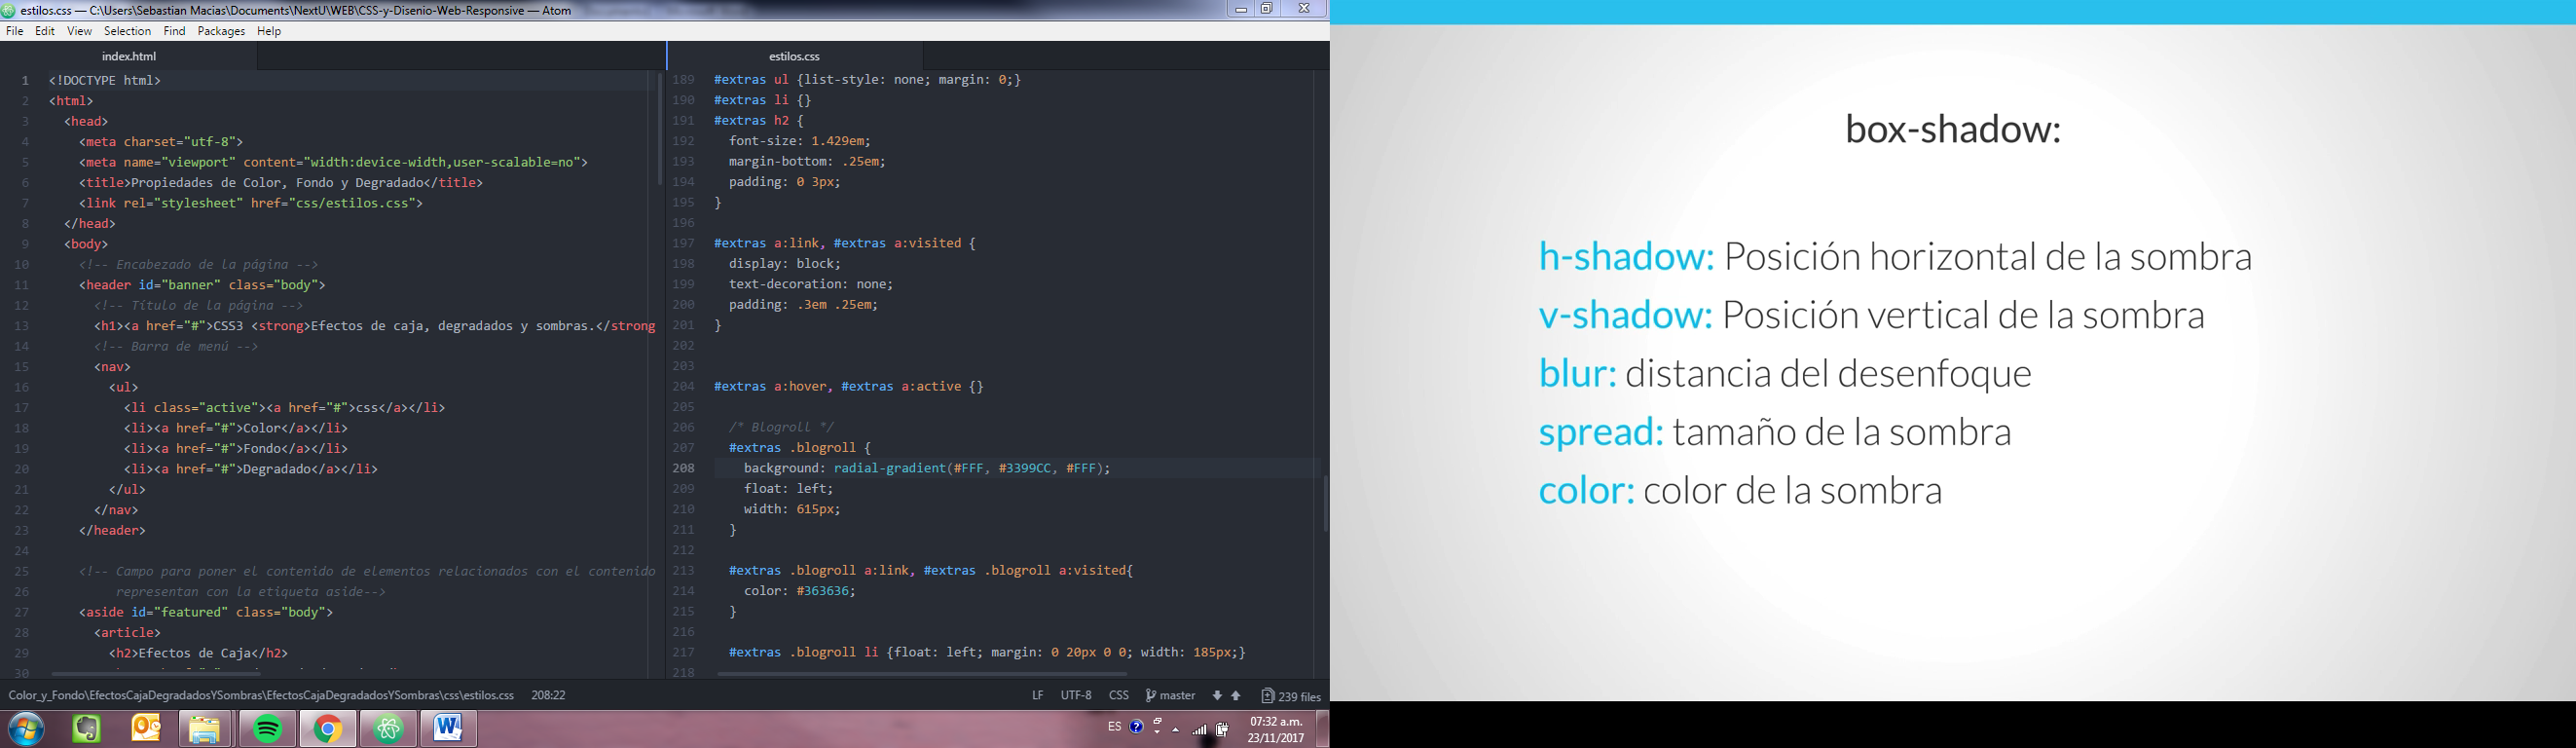 estilos.css — C:\Users\Sebastian Macias\Documents\NextU\WEB\CSS-y-Disenio-Web-Responsive — Atom
File Edit View Selection Find Packages Help
index.html
1 <!DOCTYPE html>
2 <html>
3 <head>
4 <meta charset="utf-8">
5 <meta name="viewport" content="width:device-width,user-scalable=no">
6 <title>Propiedades de Color, Fondo y Degradado</title>
7 <link rel="stylesheet" href="css/estilos.css">
8 </head>
9 <body>
10 <!-- Encabezado de la página -->
11 <header id="banner" class="body">
12 <!-- Título de la página -->
13 <h1><a href="#">CSS3 <strong>Efectos de caja, degradados y sombras.</strong
14 <!-- Barra de menú -->
15 <nav>
16 <ul>
17 <li class="active"><a href="#">css</a></li>
18 <li><a href="#">Color</a></li>
19 <li><a href="#">Fondo</a></li>
20 <li><a href="#">Degradado</a></li>
21 </ul>
22 </nav>
23 </header>
24
25 <!-- Campo para poner el contenido de elementos relacionados con el contenido
26 representan con la etiqueta aside-->
27 <aside id="featured" class="body">
28 <article>
29 <h2>Efectos de Caja</h2>
30
estilos.css
189 #extras ul {list-style: none; margin: 0;}
190 #extras li {}
191 #extras h2 {
192 font-size: 1.429em;
193 margin-bottom: .25em;
194 padding: 0 3px;
195 }
196
197 #extras a:link, #extras a:visited {
198 display: block;
199 text-decoration: none;
200 padding: .3em .25em;
201 }
202
203
204 #extras a:hover, #extras a:active {}
205
206 /* Blogroll */
207 #extras .blogroll {
208 background: radial-gradient(#FFF, #3399CC, #FFF);
209 float: left;
210 width: 615px;
211 }
212
213 #extras .blogroll a:link, #extras .blogroll a:visited{
214 color: #363636;
215 }
216
217 #extras .blogroll li {float: left; margin: 0 20px 0 0; width: 185px;}
218
Color_y_Fondo\EfectosCajaDegradadosYSombras\EfectosCajaDegradadosYSombras\css\estilos.css 208:22
LF UTF-8 CSS master 239 files
ES 07:32 a.m.
23/11/2017
box-shadow:
h-shadow: Posición horizontal de la sombra
v-shadow: Posición vertical de la sombra
blur: distancia del desenfoque
spread: tamaño de la sombra
color: color de la sombra